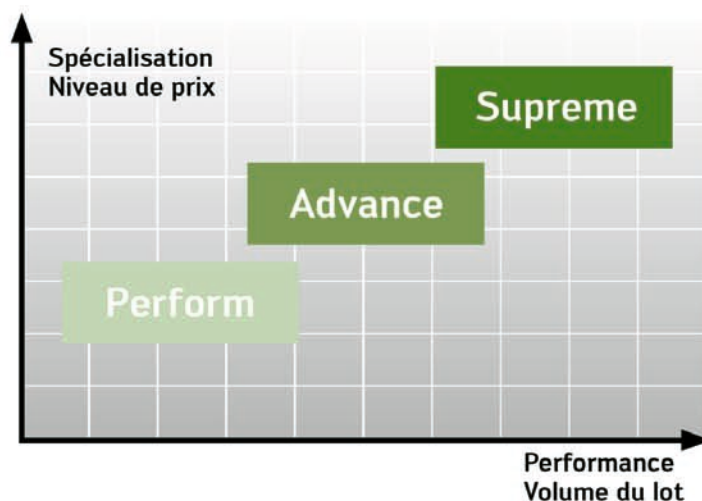 Spécialisation
Niveau de prix
Supreme
Advance
Perform
Performance
Volume du lot